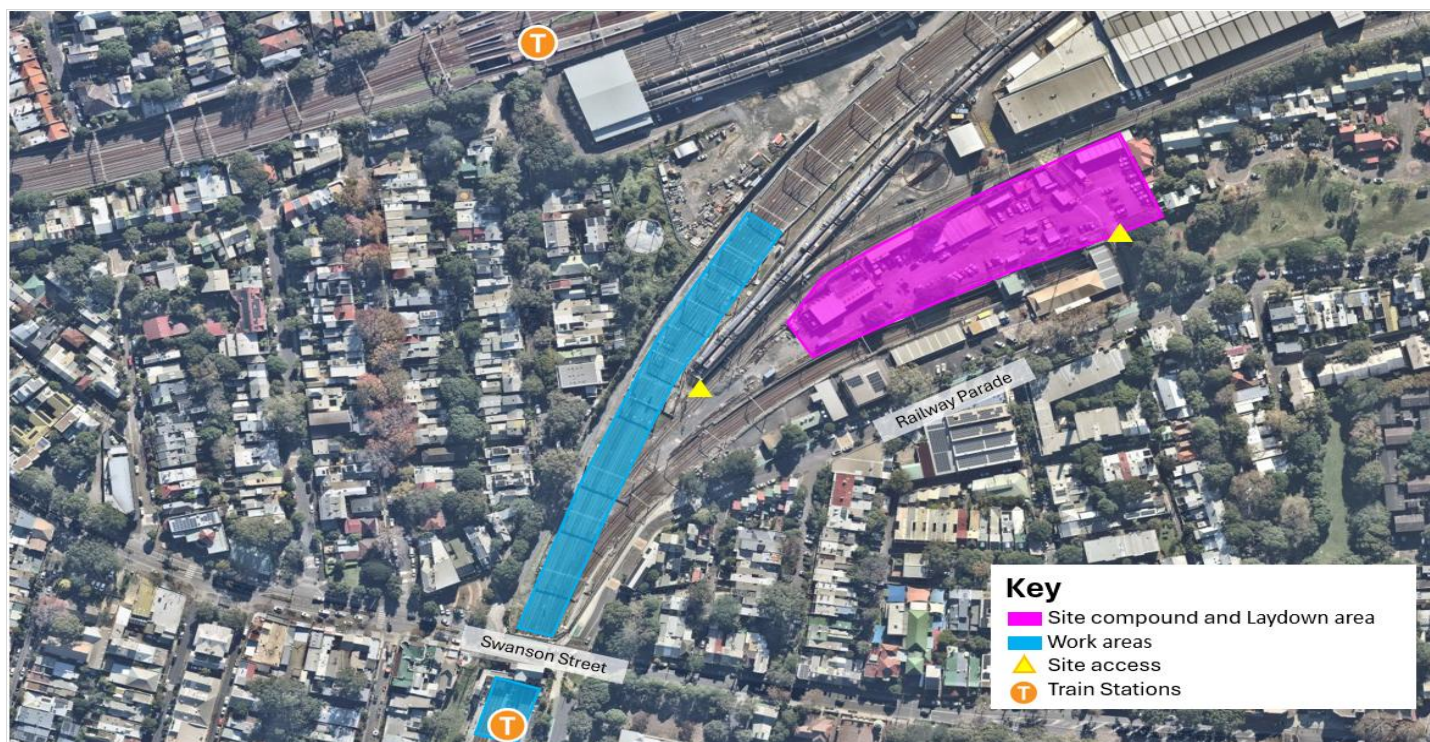 T
Railway Parade
Swanson Street
T
Key
Site compound and Laydown area
Work areas
Site access
T Train Stations